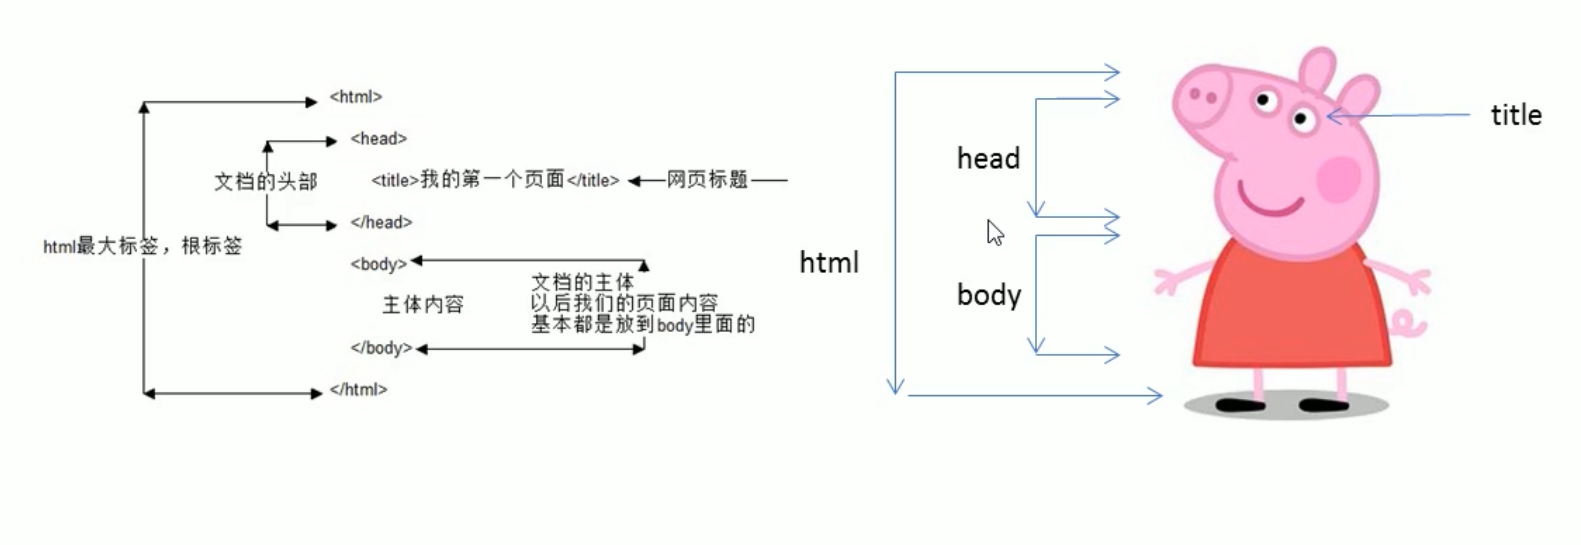 <html>
<head>
文档的头部
<title>我的第一个页面</title>
网页标题
</head>
html最大标签，根标签
<body>
文档的主体
主体内容
以后我们的页面内容
基本都是放到body里面的
</body>
</html>
title
head
html
body